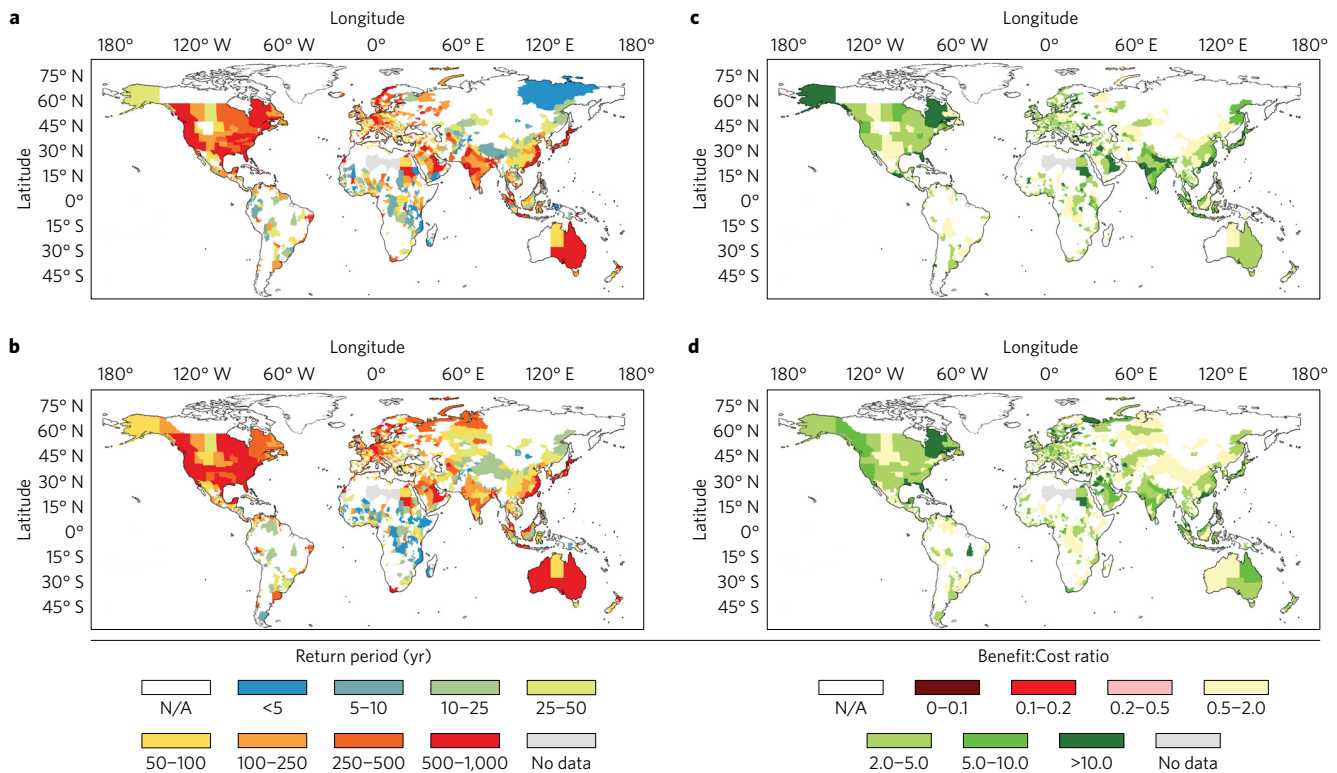 a
Longitude
180° 120° W 60° W 0° 60° E 120° E 180°
75° N
60° N
45° N
30° N
15° N
0°
15° S
30° S
45° S
Latitude
c
Longitude
180° 120° W 60° W 0° 60° E 120° E 180°
75° N
60° N
45° N
30° N
15° N
0°
15° S
30° S
45° S
Latitude
b
Longitude
180° 120° W 60° W 0° 60° E 120° E 180°
75° N
60° N
45° N
30° N
15° N
0°
15° S
30° S
45° S
Latitude
d
Longitude
180° 120° W 60° W 0° 60° E 120° E 180°
75° N
60° N
45° N
30° N
15° N
0°
15° S
30° S
45° S
Latitude
Return period (yr)
N/A <5 5–10 10–25 25–50
50–100 100–250 250–500 500–1,000 No data
Benefit:Cost ratio
N/A 0–0.1 0.1–0.2 0.2–0.5 0.5–2.0
2.0–5.0 5.0–10.0 >10.0 No data